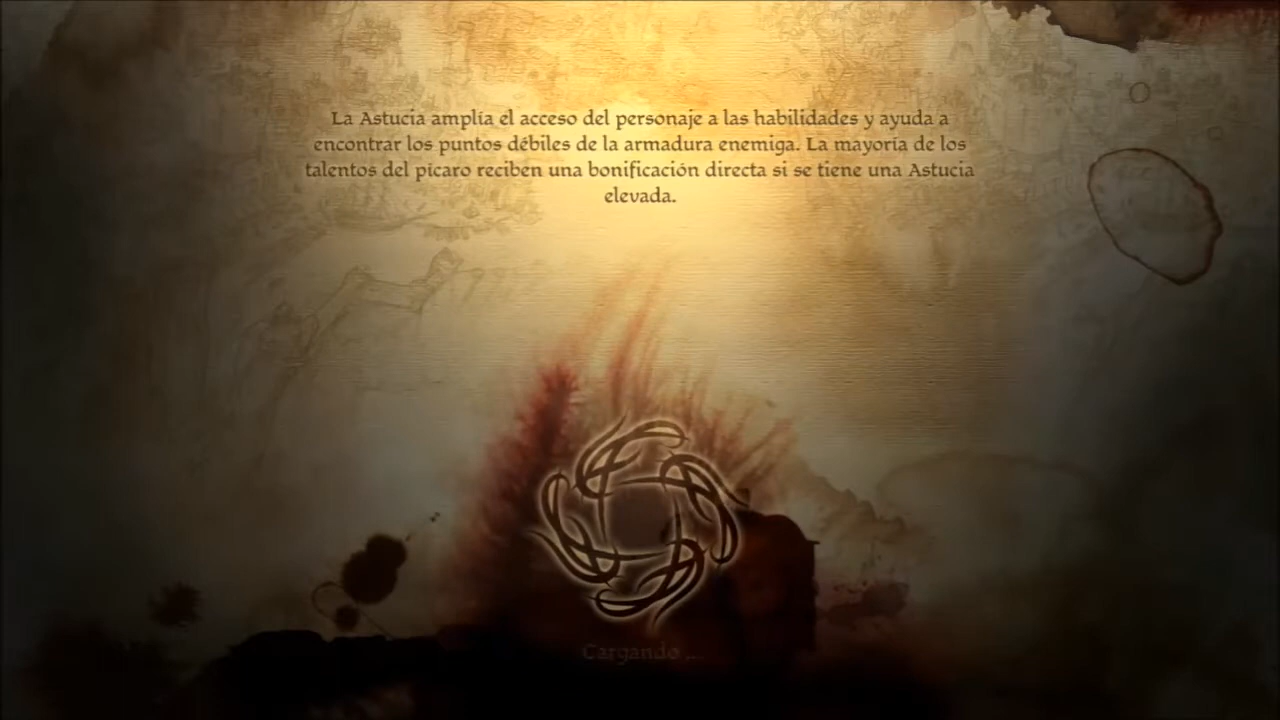 La Astucia amplía el acceso del personaje a las habilidades y ayuda a
encontrar los puntos débiles de la armadura enemiga. La mayoría de los
talentos del pícaro reciben una bonificación directa si se tiene una Astucia
elevada.
Cargando ...